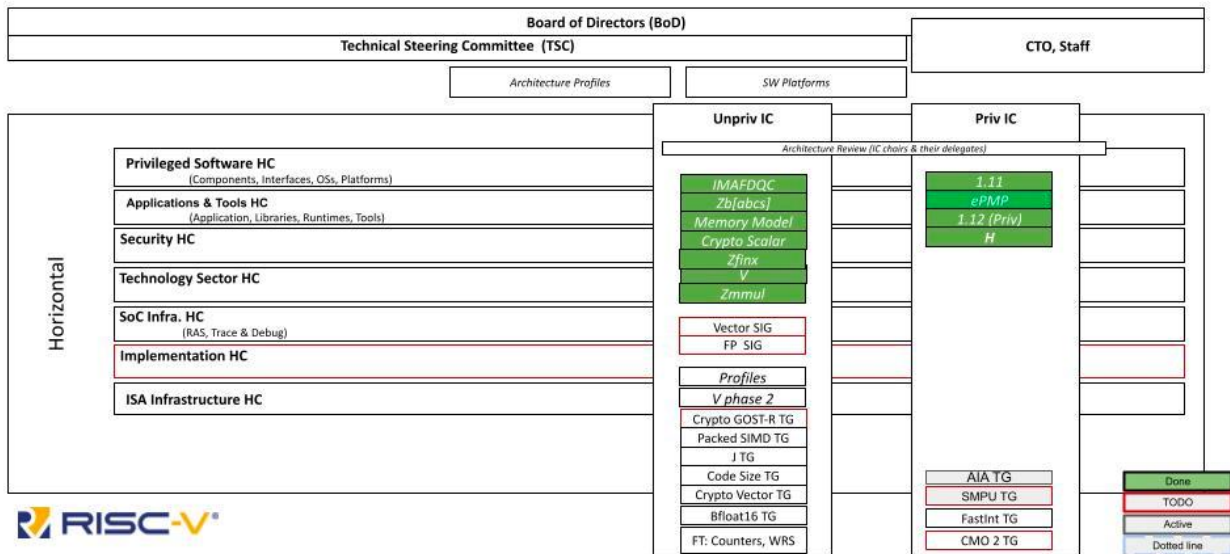 Board of Directors (BoD)
Technical Steering Committee (TSC)
CTO, Staff
Architecture Profiles
SW Platforms
Unpriv IC
Priv IC
Architecture Review (IC chairs & their delegates)
Horizontal
Privileged Software HC
(Components, Interfaces, OSs, Platforms)
Applications & Tools HC
(Application, Libraries, Runtimes, Tools)
Security HC
Technology Sector HC
SoC Infra. HC
(RAS, Trace & Debug)
Implementation HC
ISA Infrastructure HC
IMAFDQC
Zb[abcs]
Memory Model
Crypto Scalar
Zfinx
V
Zmmul
Vector SIG
FP SIG
Profiles
V phase 2
Crypto GOST-R TG
Packed SIMD TG
J TG
Code Size TG
Crypto Vector TG
Bfloat16 TG
FT: Counters, WRS
1.11
ePMP
1.12 (Priv)
H
AIA TG
SMPU TG
FastInt TG
CMO 2 TG
Done
TODO
Active
Dotted line
RISC-V®